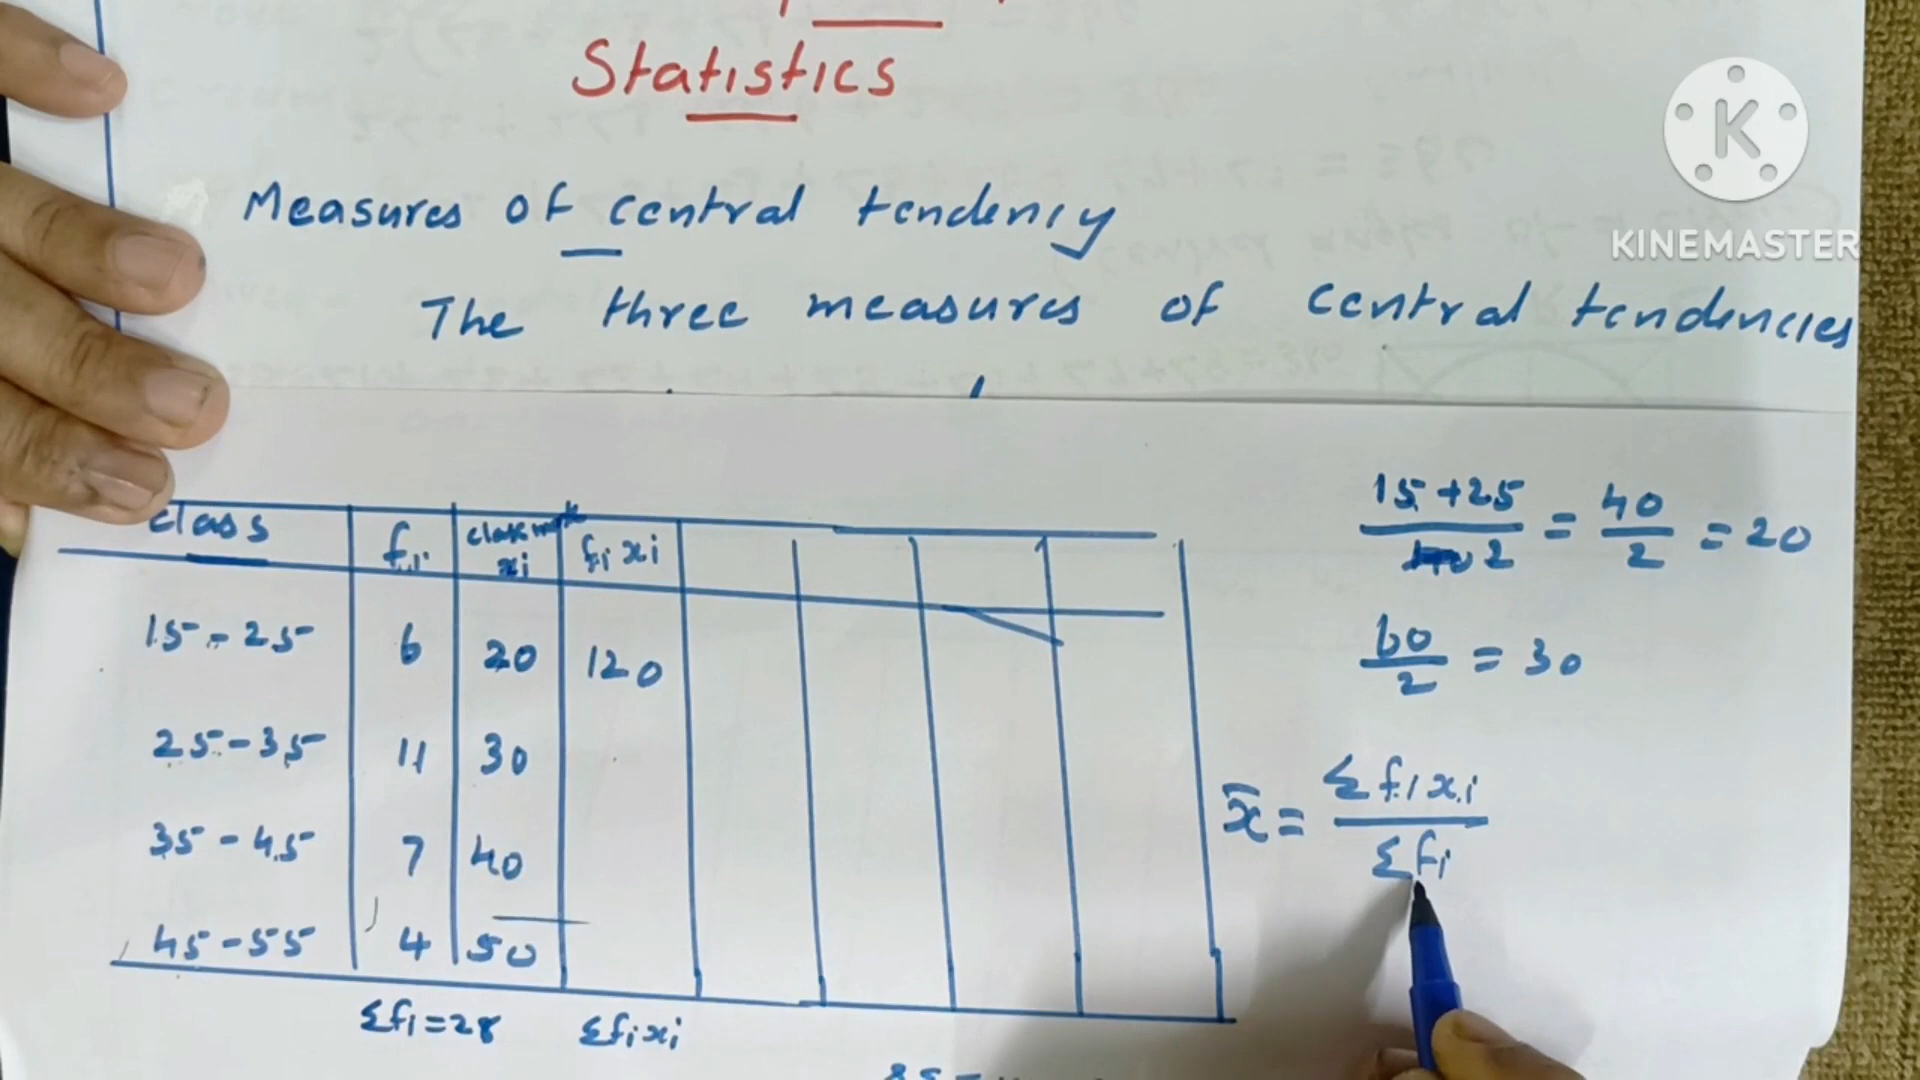 Statistics
K
KINEMASTER
Measures of central tendency
The three measures of central tendencies
class fi class mark xi fi xi
15-25 6 20 120
25-35 11 30
35-45 7 40
45-55 4 50
Σfi=28 Σfixi
15+25/2 = 40/2 = 20
60/2 = 30
x̄ = Σfixi/Σfi